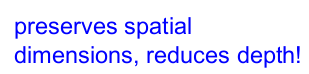 preserves spatial
dimensions, reduces depth!